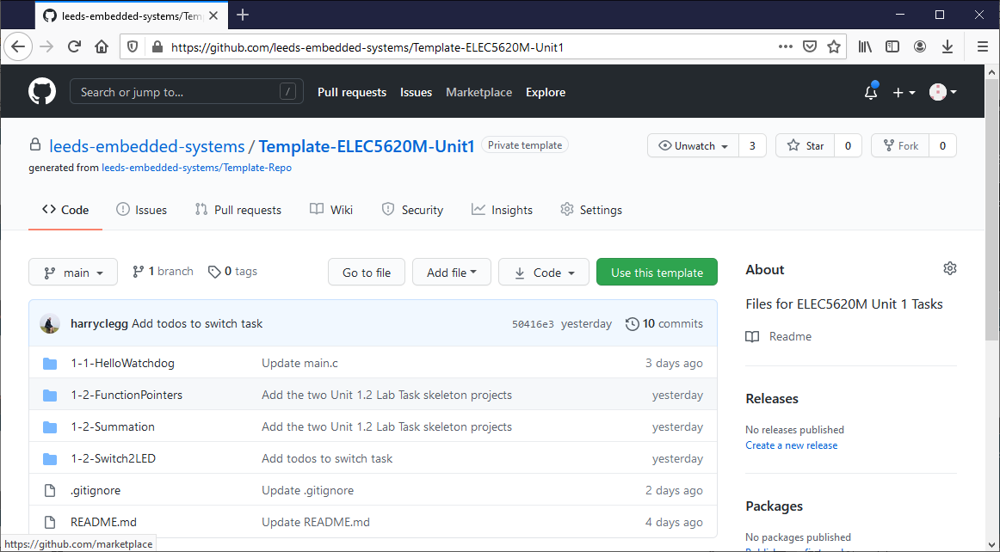 leeds-embedded-systems/Tem
https://github.com/leeds-embedded-systems/Template-ELEC5620M-Unit1
Search or jump to... /
Pull requests Issues Marketplace Explore
leeds-embedded-systems / Template-ELEC5620M-Unit1 Private template
Unwatch 3 Star 0 Fork 0
generated from leeds-embedded-systems/Template-Repo
Code Issues Pull requests Wiki Security Insights Settings
main 1 branch 0 tags Go to file Add file Code Use this template
harryclegg Add todos to switch task 50416e3 yesterday 10 commits
1-1-HelloWatchdog Update main.c 3 days ago
1-2-FunctionPointers Add the two Unit 1.2 Lab Task skeleton projects yesterday
1-2-Summation Add the two Unit 1.2 Lab Task skeleton projects yesterday
1-2-Switch2LED Add todos to switch task yesterday
.gitignore Update .gitignore 2 days ago
README.md Update README.md 4 days ago
About
Files for ELEC5620M Unit 1 Tasks
Readme
Releases
No releases published
Create a new release
Packages
No packages published
https://github.com/marketplace